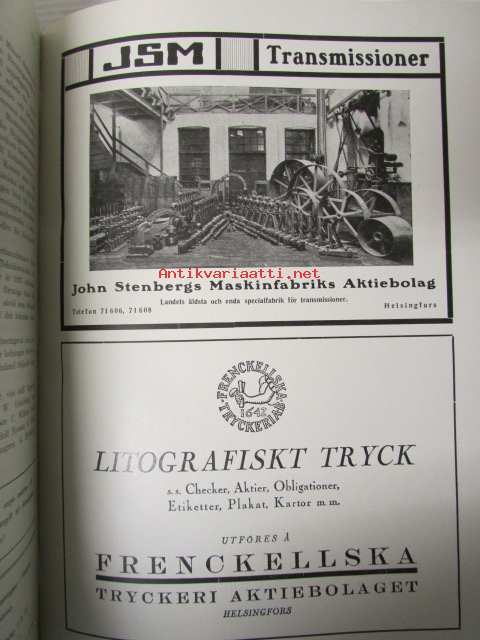 JSM Transmissioner
Antikvariaatti.net
John Stenbergs Maskinfabriks Aktiebolag
Landets äldsta och enda specialfabrik för transmissioner.
Telefon 71606, 71608 Helsingfors
FRENCKELLSKA
TRYCKERIAB
1642
LITOGRAFISKT TRYCK
s.s. Checker, Aktier, Obligationer,
Etiketter, Plakat, Kartor m. m.
UTFÖRES Å
FRENCKELLSKA
TRYCKERI AKTIEBOLAGET
HELSINGFORS